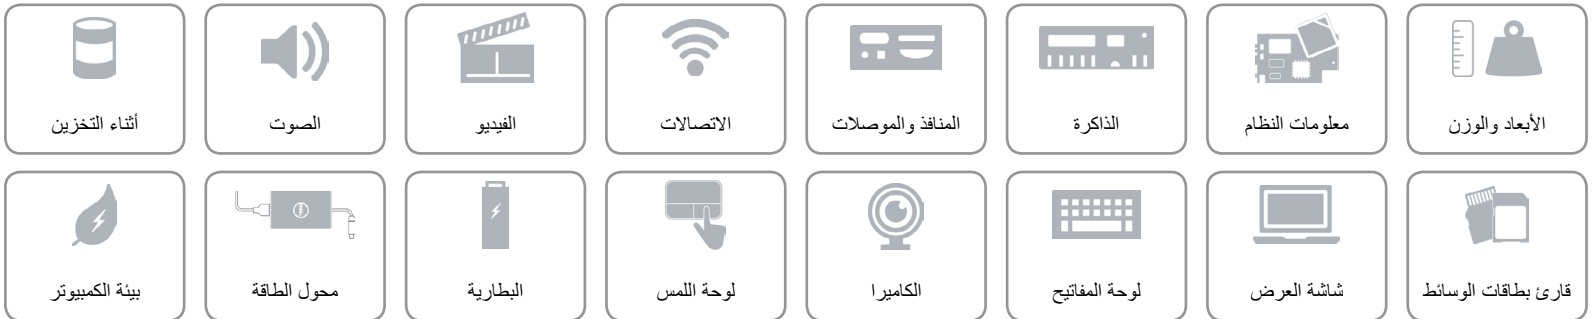 الأبعاد والوزن
معلومات النظام
الذاكرة
المنافذ والموصلات
الاتصالات
الفيديو
الصوت
أثناء التخزين
قارئ بطاقات الوسائط
شاشة العرض
لوحة المفاتيح
الكاميرا
لوحة اللمس
البطارية
محول الطاقة
بيئة الكمبيوتر